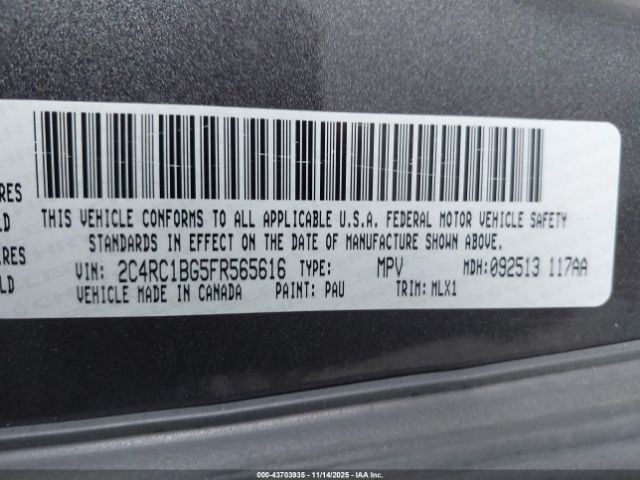 RES
LD
RES
LD
THIS VEHICLE CONFORMS TO ALL APPLICABLE U.S.A. FEDERAL MOTOR VEHICLE SAFETY
STANDARDS IN EFFECT ON THE DATE OF MANUFACTURE SHOWN ABOVE.
VIN: 2C4RC1BG5FR565616 TYPE: MPV MDH: 092513 117AA
VEHICLE MADE IN CANADA PAINT: PAU TRIM: MLX1
000-43703935 - 11/14/2025 - IAA Inc.